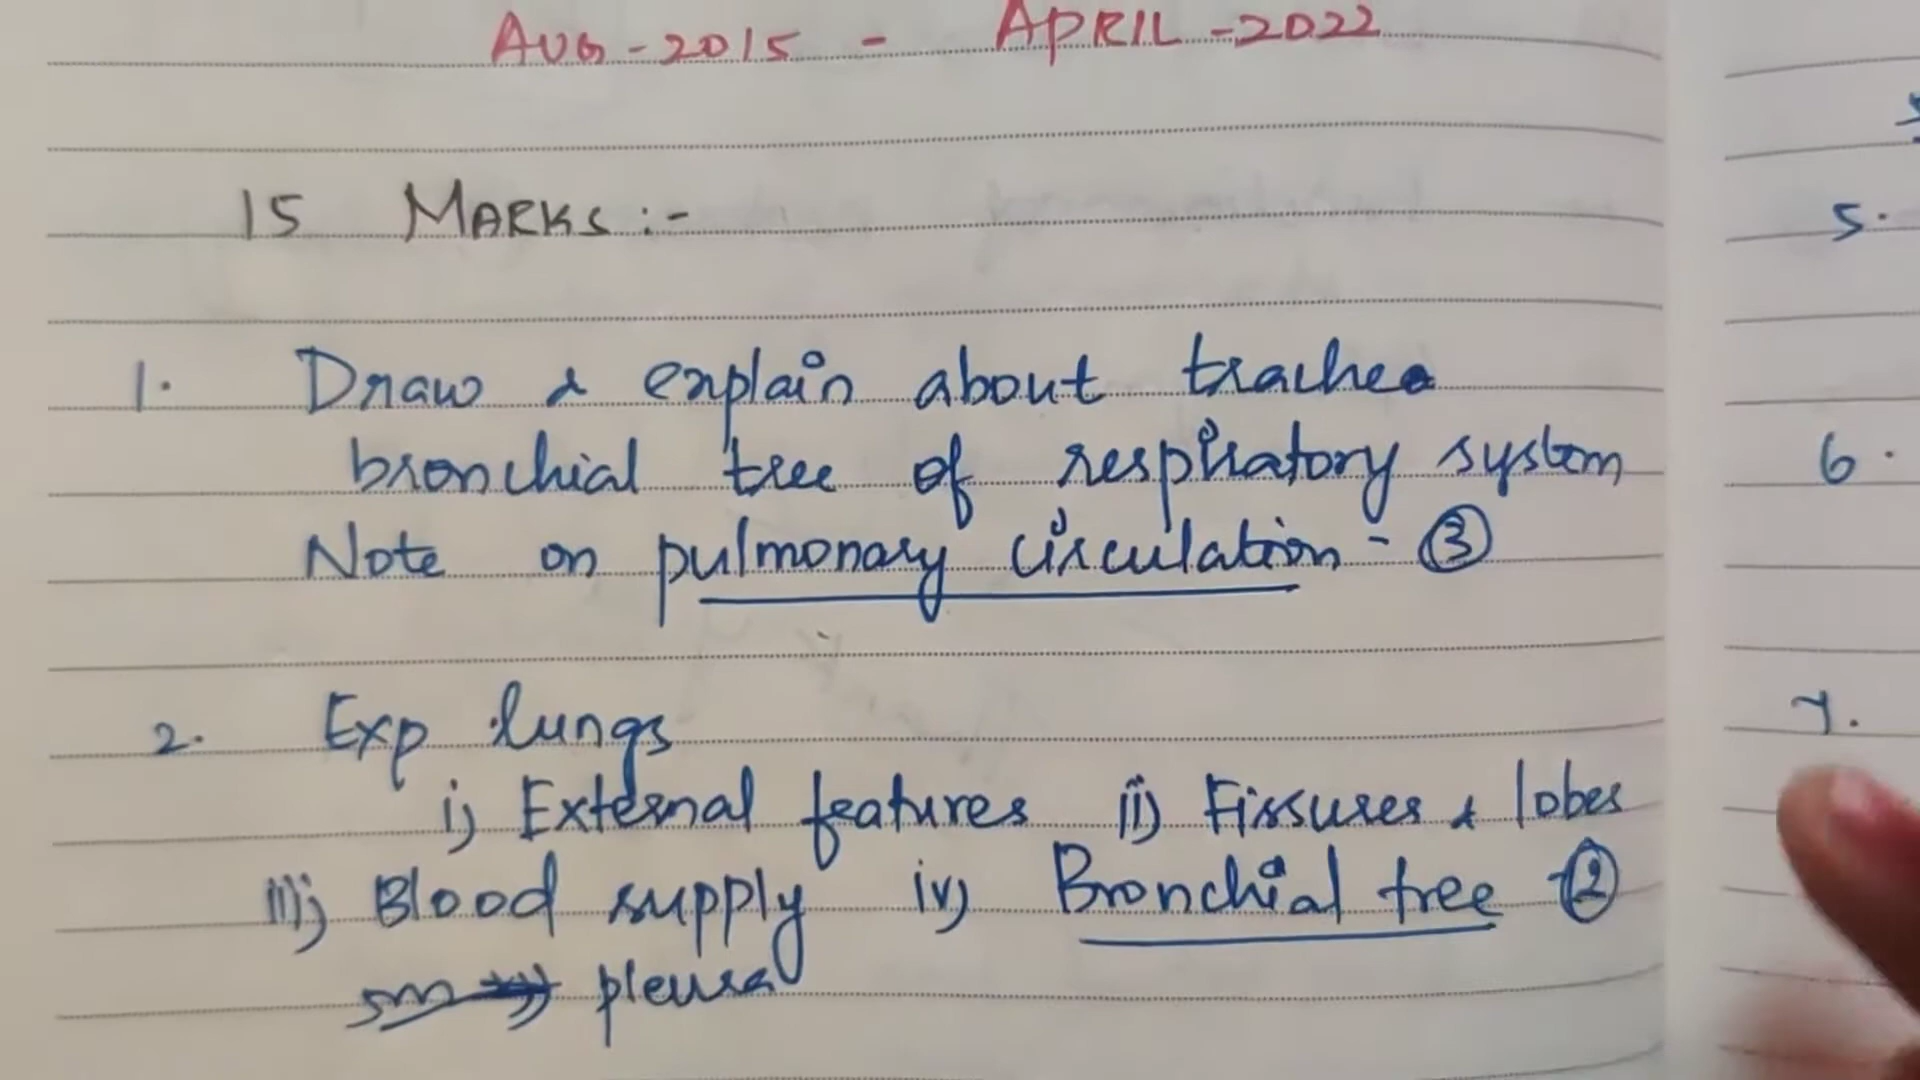 AUG - 2015 - APRIL - 2022
15 MARKS :-
1. Draw & explain about trachea
bronchial tree of respiratory system
Note on pulmonary circulation - ③
2. Exp lungs
i) External features ii) Fissures & lobes
iii) Blood supply iv) Bronchial tree - ②
pleura
5.
6.
7.